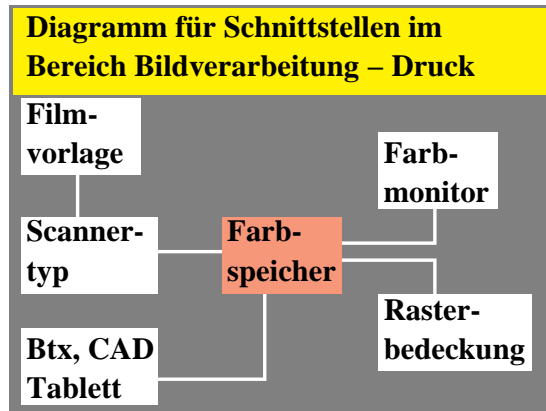 Diagramm für Schnittstellen im
Bereich Bildverarbeitung – Druck
Film-
vorlage
Farb-
monitor
Scanner-
typ
Farb-
speicher
Raster-
bedeckung
Btx, CAD
Tablett